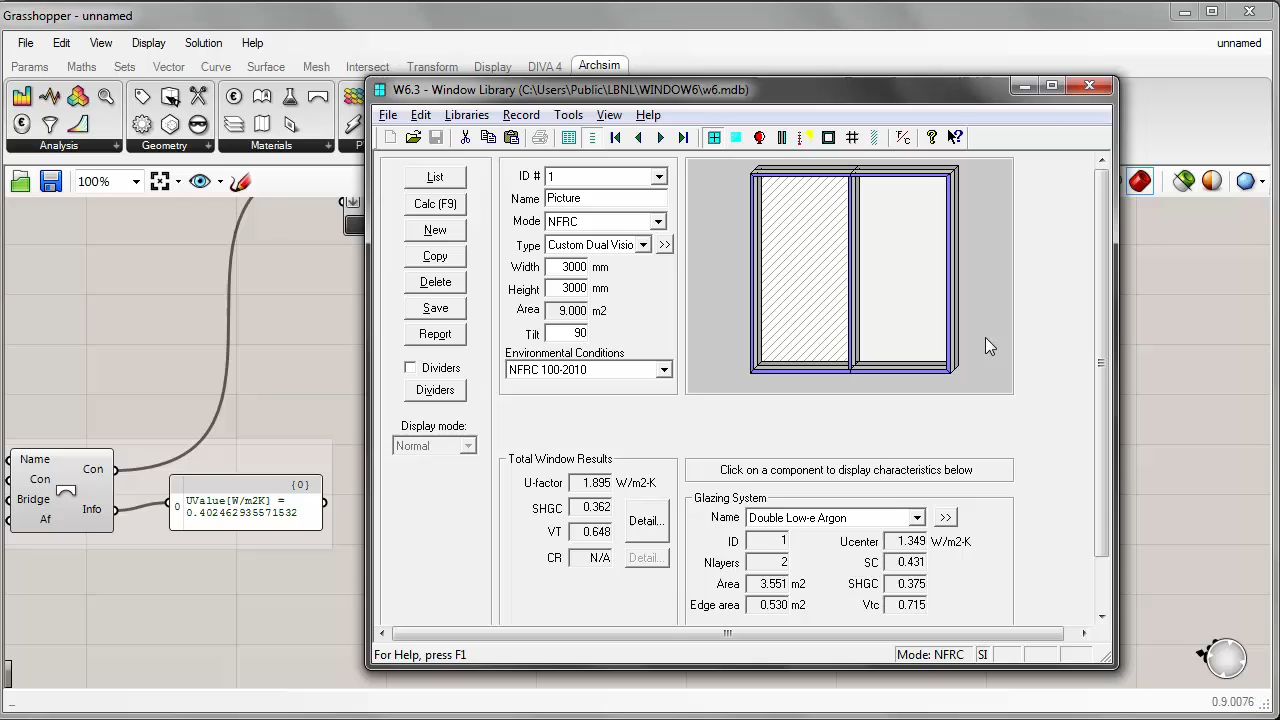 Grasshopper - unnamed
File Edit View Display Solution Help
unnamed
Params Maths Sets Vector Curve Surface Mesh Intersect Transform Display DIVA 4 Archsim
Analysis
Geometry
Materials
100%
W6.3 - Window Library (C:\Users\Public\LBNL\WINDOW6\w6.mdb)
File Edit Libraries Record Tools View Help
List
Calc (F9)
New
Copy
Delete
Save
Report
Dividers
Dividers
Display mode:
Normal
ID # 1
Name Picture
Mode NFRC
Type Custom Dual Visio >>
Width 3000 mm
Height 3000 mm
Area 9.000 m2
Tilt 90
Environmental Conditions
NFRC 100-2010
Total Window Results
U-factor 1.895 W/m2-K
SHGC 0.362
VT 0.648
CR N/A
Detail...
Detail...
Click on a component to display characteristics below
Glazing System
Name Double Low-e Argon >>
ID 1 Ucenter 1.349 W/m2-K
Nlayers 2 SC 0.431
Area 3.551 m2 SHGC 0.375
Edge area 0.530 m2 Vtc 0.715
For Help, press F1
Mode: NFRC SI
Name
Con
Bridge
Af
Con
Info
{0}
0 UValue[W/m2K] =
0.402462935571532
0.9.0076